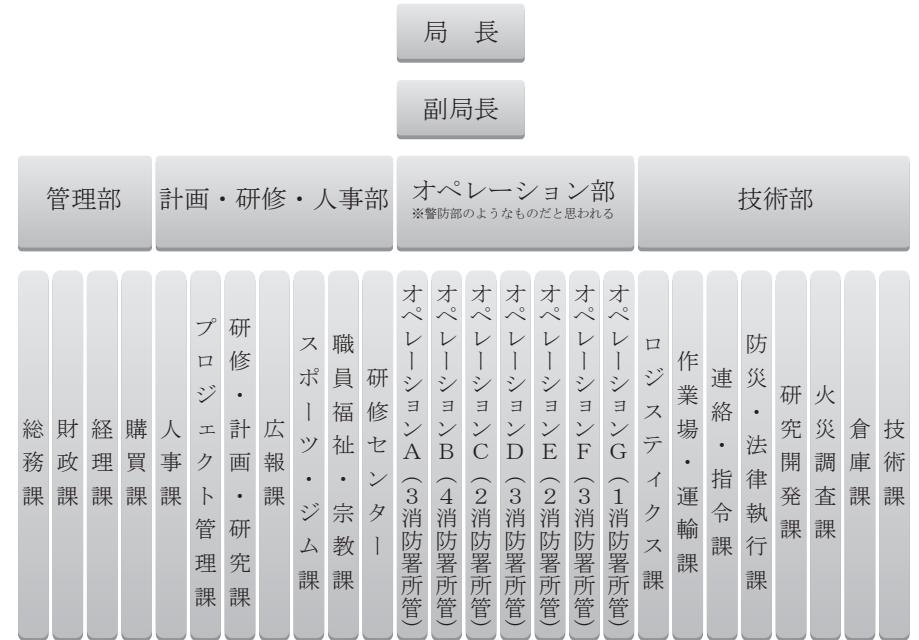 局　長
副局長
管理部
計画・研修・人事部
オペレーション部
※警防部のようなものだと思われる
技術部
総務課
財政課
経理課
購買課
人事課
プロジェクト管理課
研修・計画・研究課
広報課
スポーツ・ジム課
職員福祉・宗教課
研修センター
オペレーションA（3消防署所管）
オペレーションB（4消防署所管）
オペレーションC（2消防署所管）
オペレーションD（3消防署所管）
オペレーションE（2消防署所管）
オペレーションF（3消防署所管）
オペレーションG（1消防署所管）
ロジスティクス課
作業場・運輸課
連絡・指令課
防災・法律執行課
研究開発課
火災調査課
倉庫課
技術課